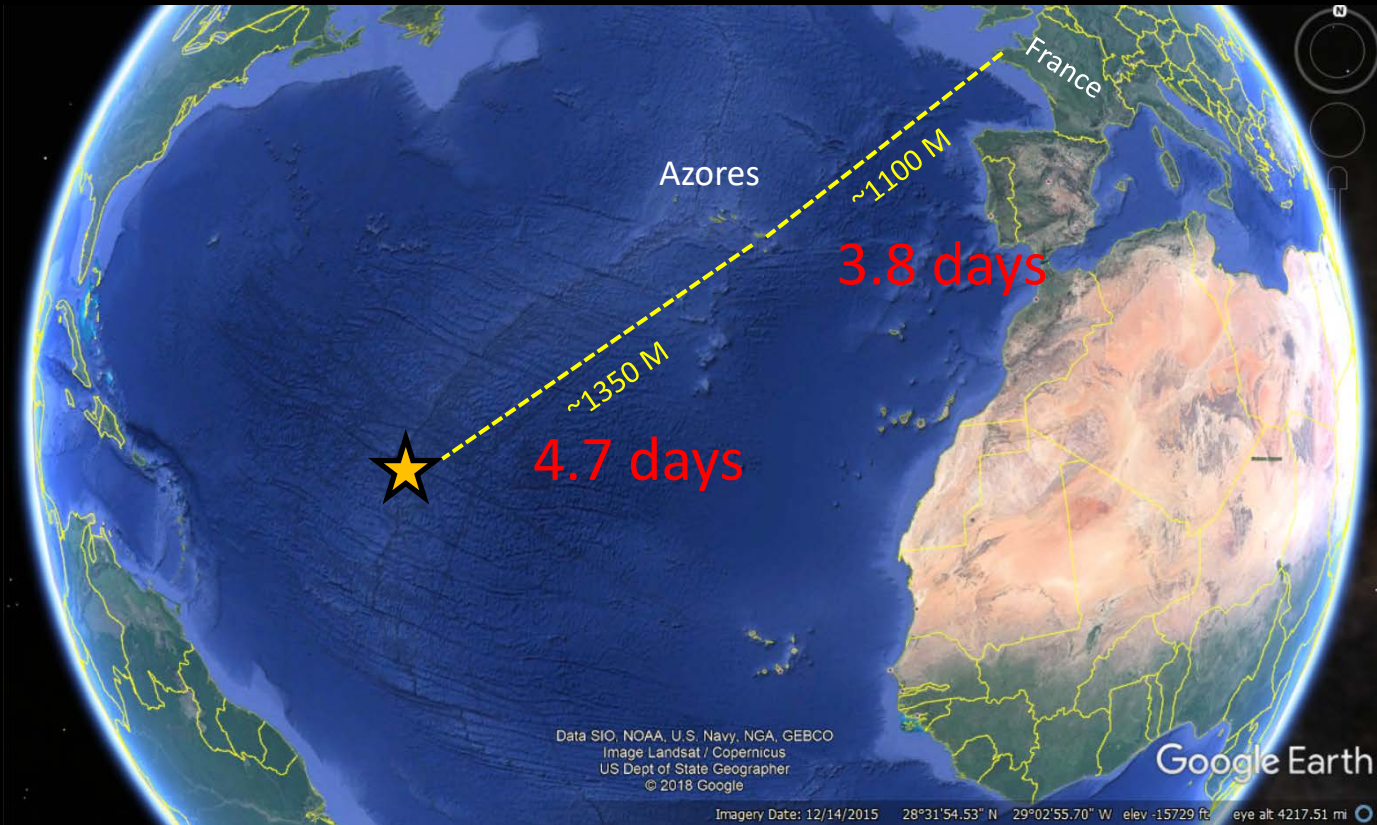 N
France
~1100 M
Azores
3.8 days
~1350 M
4.7 days
Data SIO, NOAA, U.S. Navy, NGA, GEBCO
Image Landsat / Copernicus
US Dept of State Geographer
© 2018 Google
Google Earth
Imagery Date: 12/14/2015 28°31'54.53" N 29°02'55.70" W elev -15729 ft eye alt 4217.51 mi